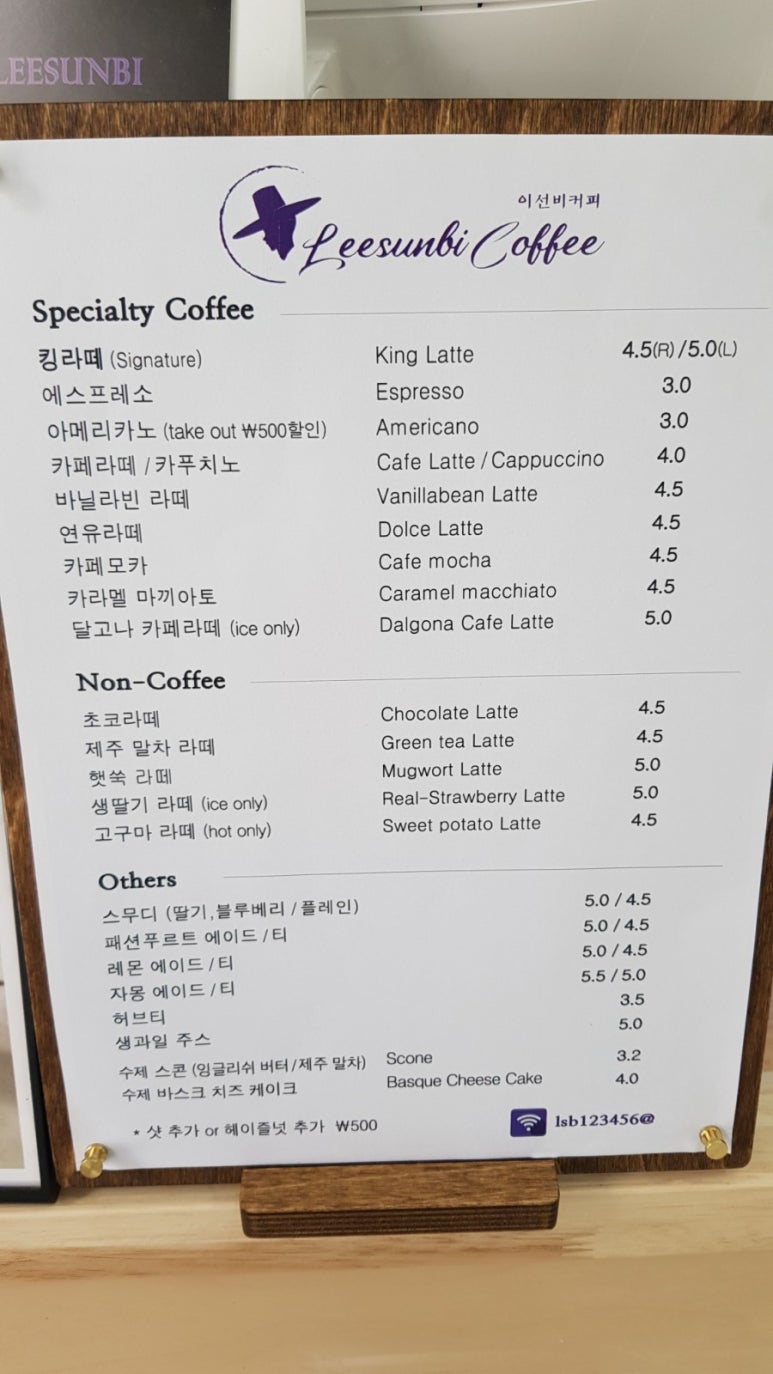 LEESUNBI
이선비커피
Leesunbi Coffee
Specialty Coffee
킹라떼 (Signature) King Latte 4.5(R)/5.0(L)
에스프레소 Espresso 3.0
아메리카노 (take out ₩500할인) Americano 3.0
카페라떼 / 카푸치노 Cafe Latte / Cappuccino 4.0
바닐라빈 라떼 Vanillabean Latte 4.5
연유라떼 Dolce Latte 4.5
카페모카 Cafe mocha 4.5
카라멜 마끼아토 Caramel macchiato 4.5
달고나 카페라떼 (ice only) Dalgona Cafe Latte 5.0
Non-Coffee
초코라떼 Chocolate Latte 4.5
제주 말차 라떼 Green tea Latte 4.5
햇쑥 라떼 Mugwort Latte 5.0
생딸기 라떼 (ice only) Real-Strawberry Latte 5.0
고구마 라떼 (hot only) Sweet potato Latte 4.5
Others
스무디 (딸기,블루베리 / 플레인) 5.0 / 4.5
패션푸르트 에이드 / 티 5.0 / 4.5
레몬 에이드 / 티 5.0 / 4.5
자몽 에이드 / 티 5.5 / 5.0
허브티 3.5
생과일 주스 5.0
수제 스콘 (잉글리쉬 버터 / 제주 말차) Scone 3.2
수제 바스크 치즈 케이크 Basque Cheese Cake 4.0
* 샷 추가 or 헤이즐넛 추가 ₩500 lsb123456@